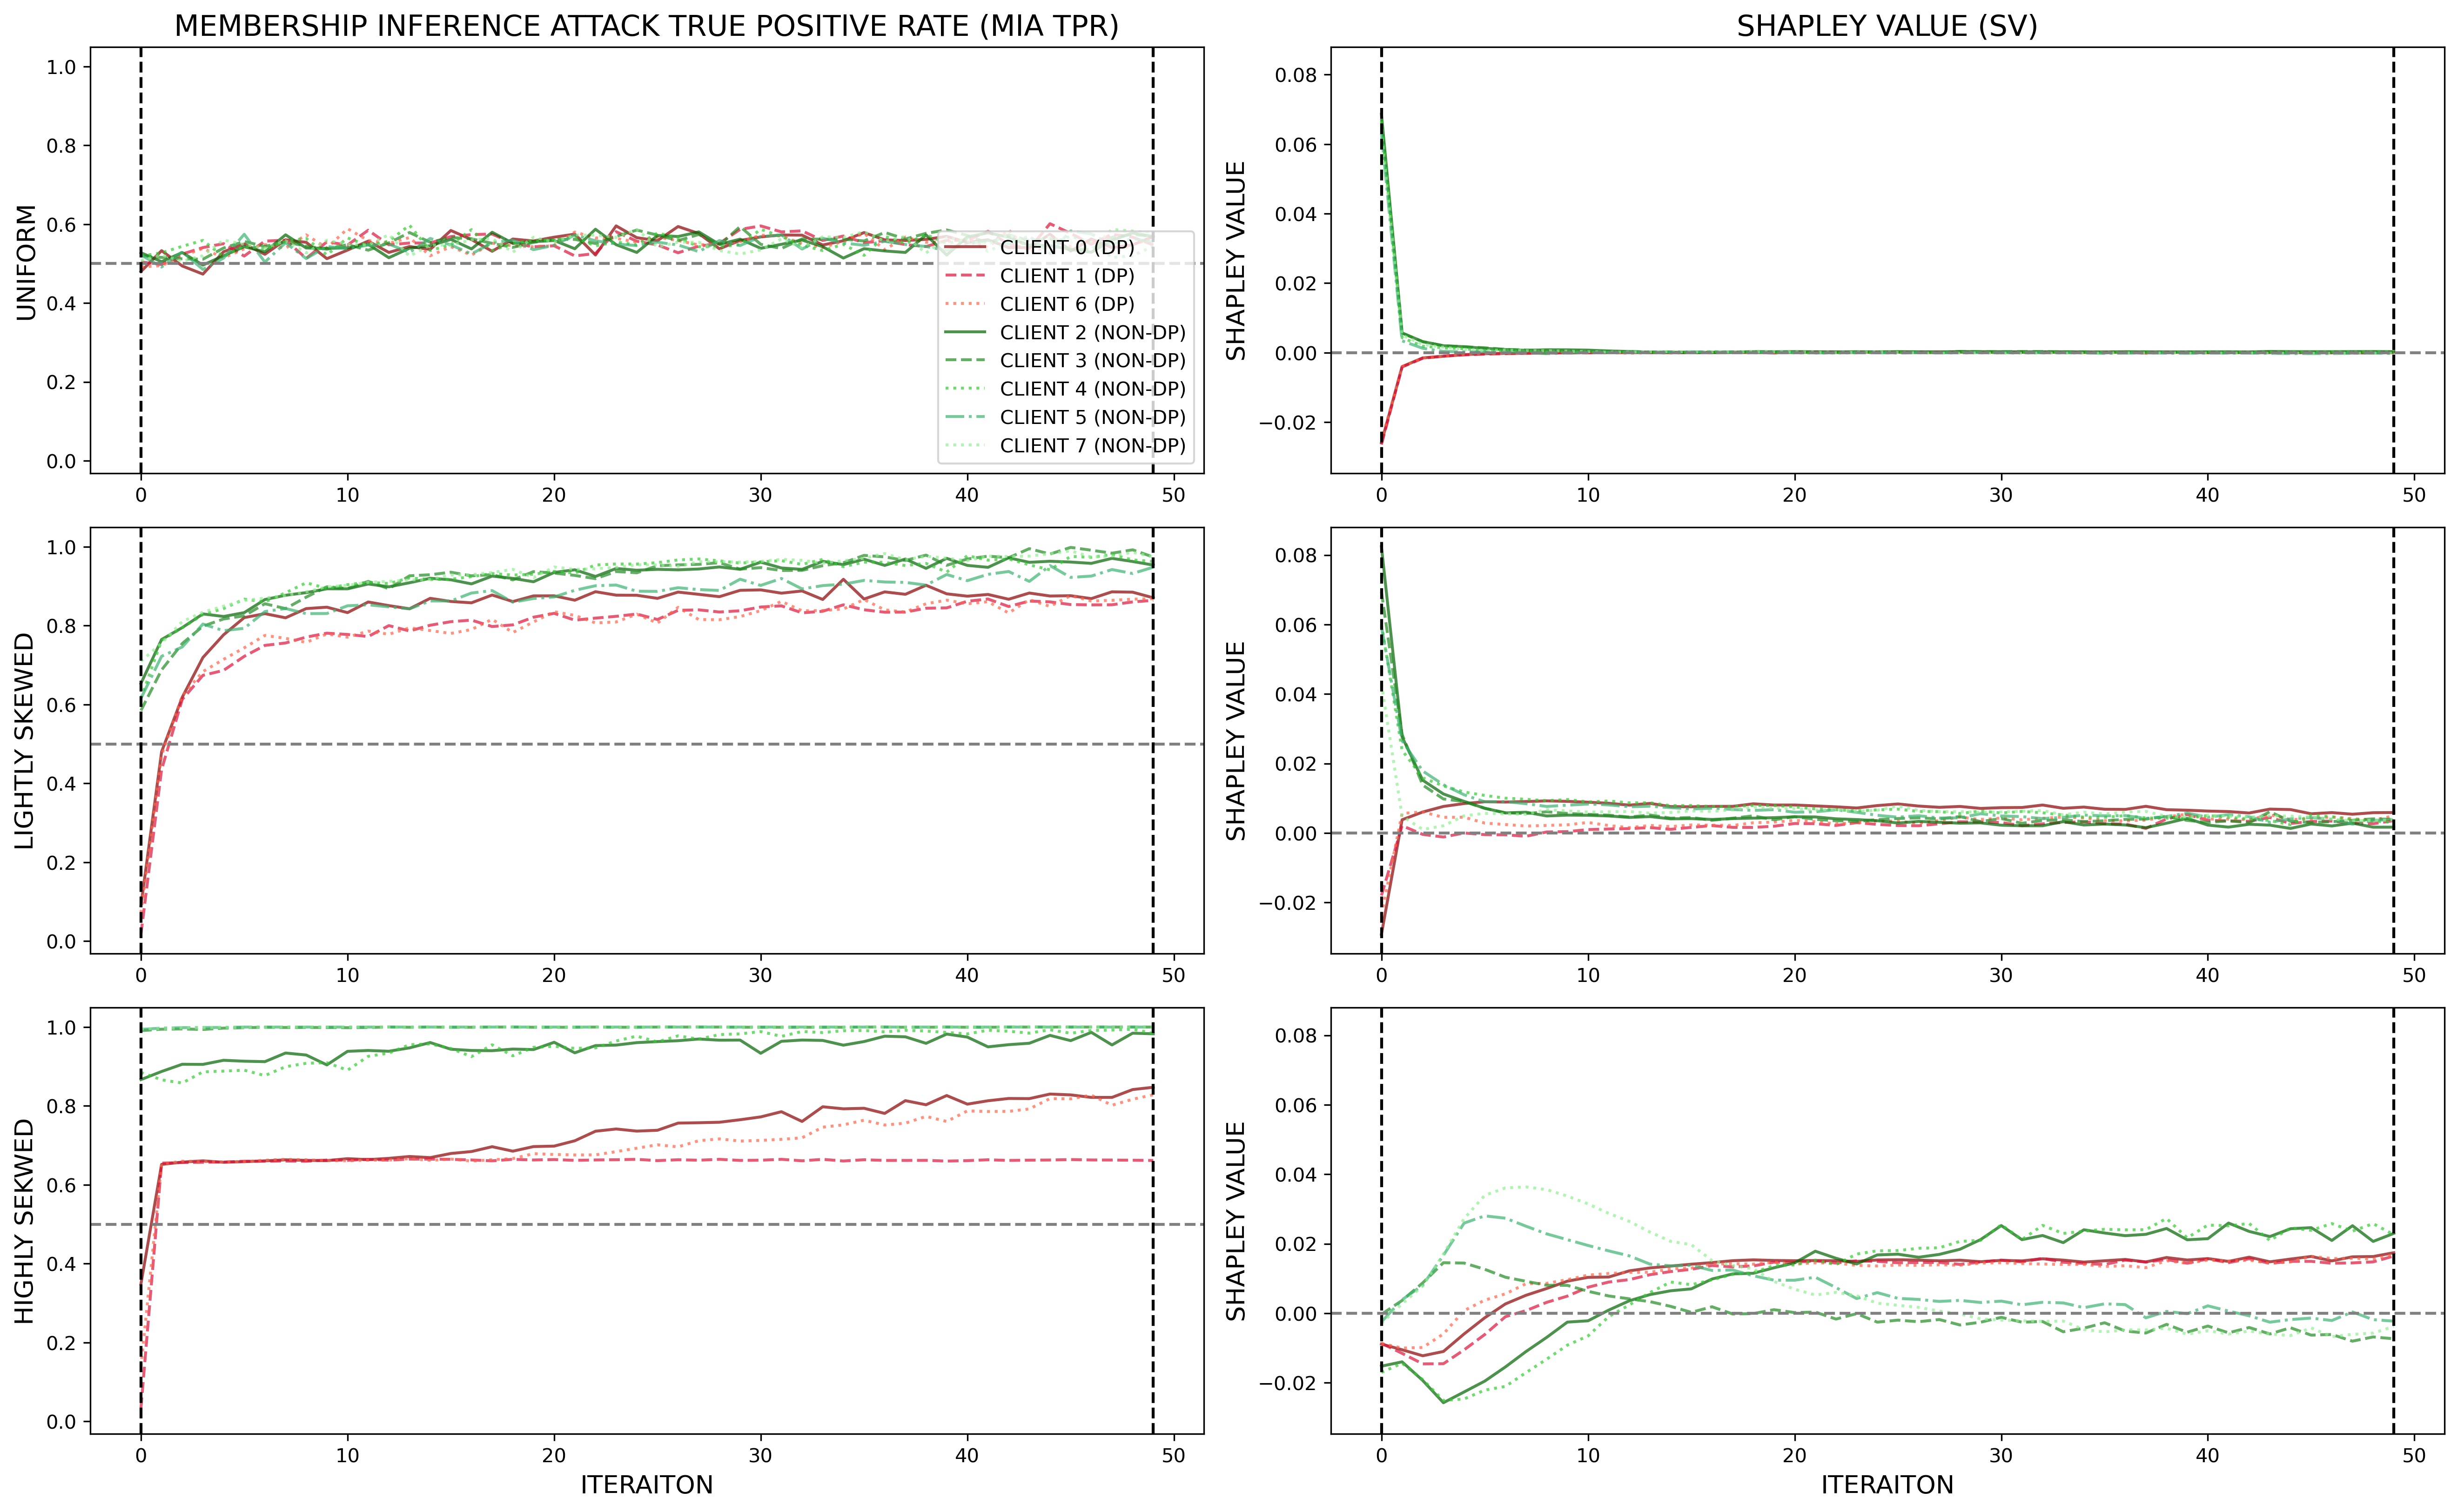 MEMBERSHIP INFERENCE ATTACK TRUE POSITIVE RATE (MIA TPR)
SHAPLEY VALUE (SV)
UNIFORM
1.0
0.8
0.6
0.4
0.2
0.0
0 10 20 30 40 50
CLIENT 0 (DP)
CLIENT 1 (DP)
CLIENT 6 (DP)
CLIENT 2 (NON-DP)
CLIENT 3 (NON-DP)
CLIENT 4 (NON-DP)
CLIENT 5 (NON-DP)
CLIENT 7 (NON-DP)
SHAPLEY VALUE
0.08
0.06
0.04
0.02
0.00
−0.02
0 10 20 30 40 50
LIGHTLY SKEWED
1.0
0.8
0.6
0.4
0.2
0.0
0 10 20 30 40 50
SHAPLEY VALUE
0.08
0.06
0.04
0.02
0.00
−0.02
0 10 20 30 40 50
HIGHLY SEKWED
1.0
0.8
0.6
0.4
0.2
0.0
0 10 20 30 40 50
ITERAITON
SHAPLEY VALUE
0.08
0.06
0.04
0.02
0.00
−0.02
0 10 20 30 40 50
ITERAITON